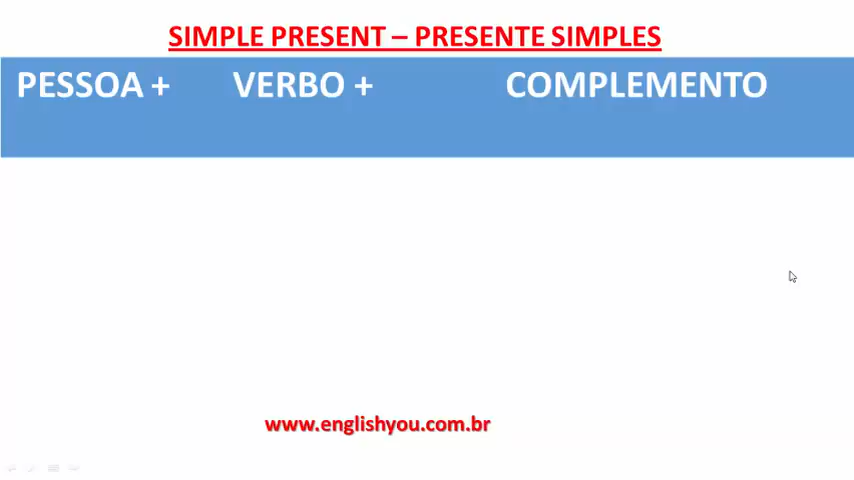 SIMPLE PRESENT – PRESENTE SIMPLES
PESSOA + VERBO + COMPLEMENTO
www.englishyou.com.br